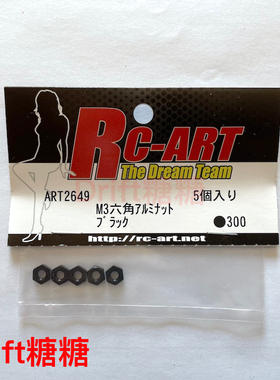 RC-ART
The Dream Team
ART2649
5個入り
M3六角アルミナット
ブラック
●300
http://rc-art.net
ft糖糖